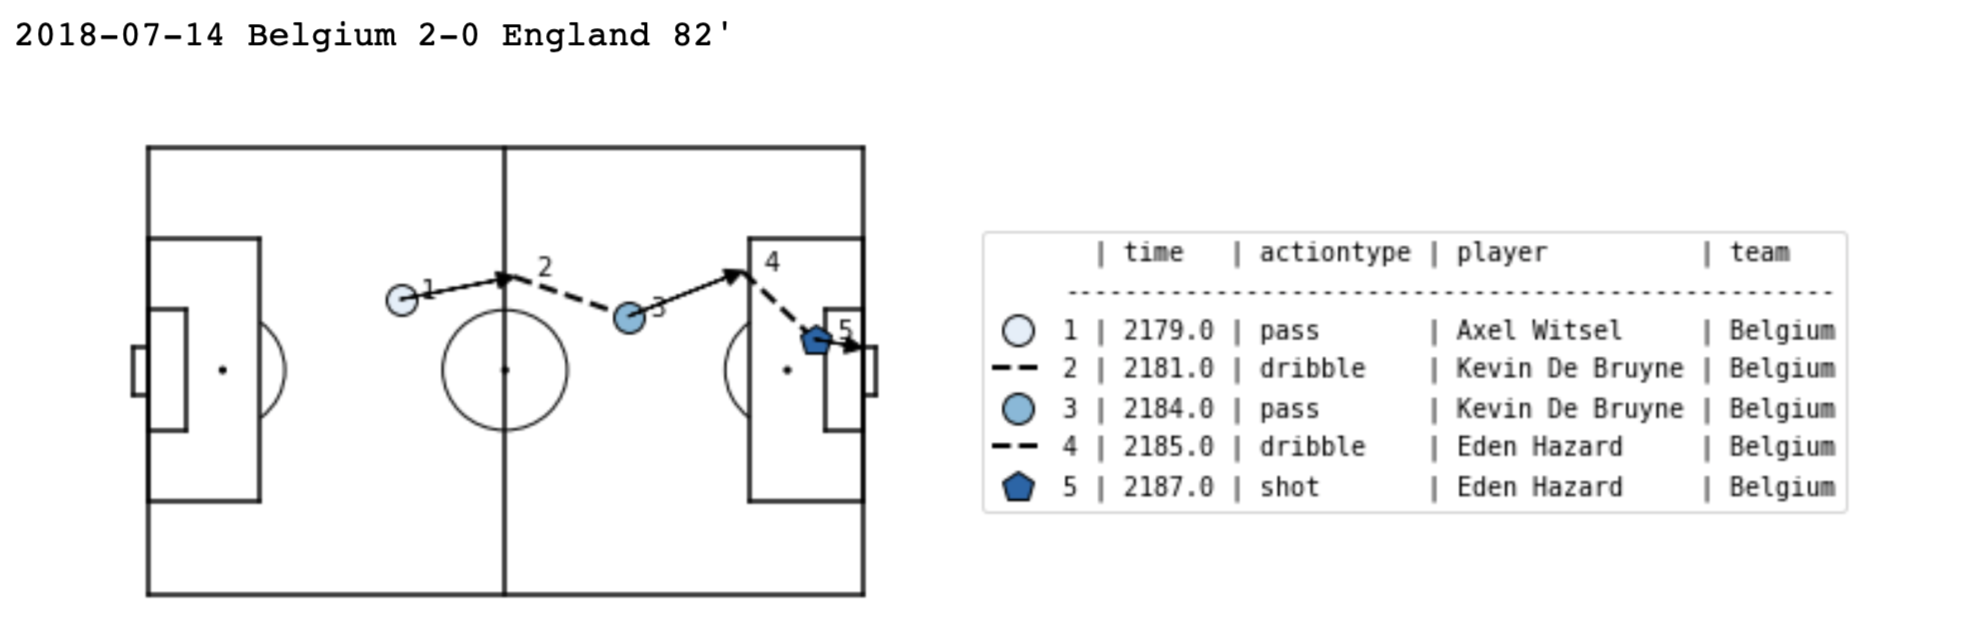 2018-07-14 Belgium 2-0 England 82'
1
2
3
4
5
| time | actiontype | player | team
---------------------------------------------------
1 | 2179.0 | pass | Axel Witsel | Belgium
2 | 2181.0 | dribble | Kevin De Bruyne | Belgium
3 | 2184.0 | pass | Kevin De Bruyne | Belgium
4 | 2185.0 | dribble | Eden Hazard | Belgium
5 | 2187.0 | shot | Eden Hazard | Belgium